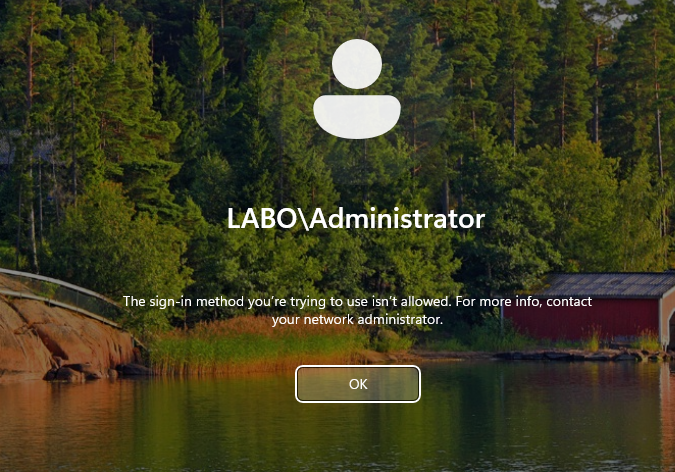 LABO\Administrator
The sign-in method you're trying to use isn't allowed. For more info, contact
your network administrator.
OK